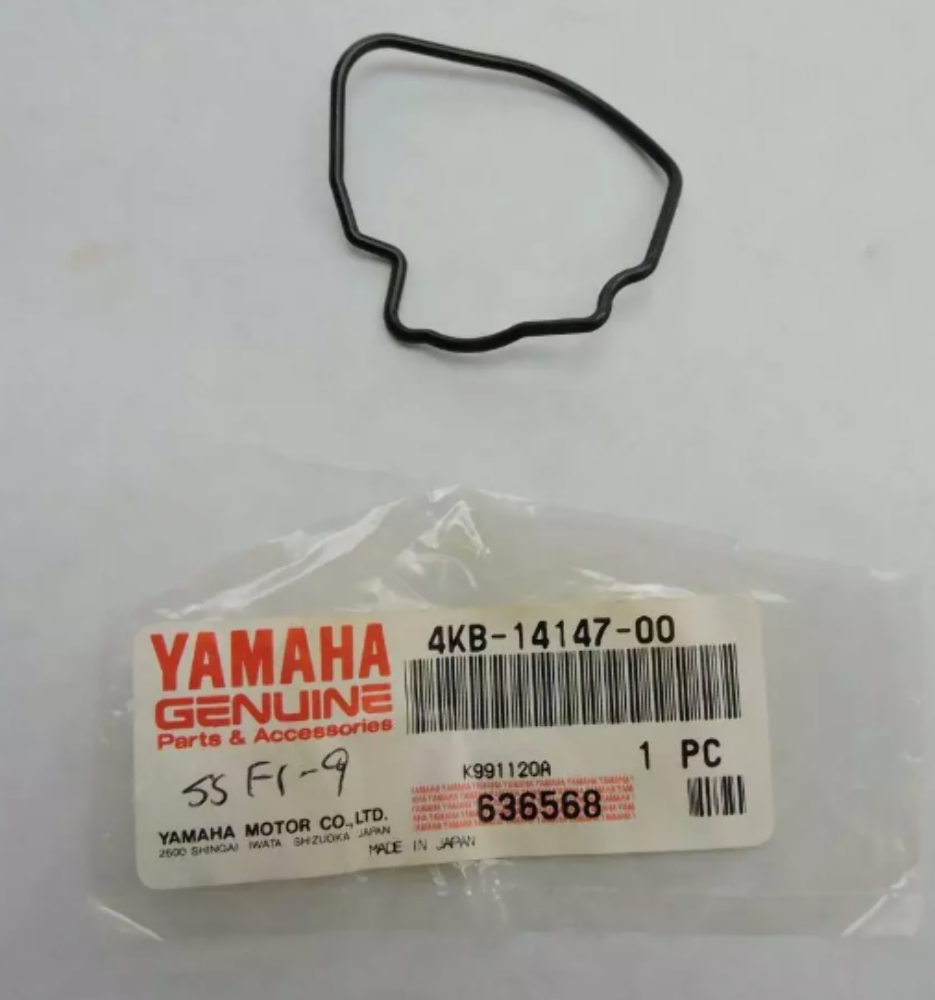 YAMAHA
GENUINE
Parts & Accessories
4KB-14147-00
1 PC
K991120A
636568
SS F1-9
YAMAHA MOTOR CO.,LTD.
2500 SHINGAI IWATA SHIZUOKA JAPAN
MADE IN JAPAN